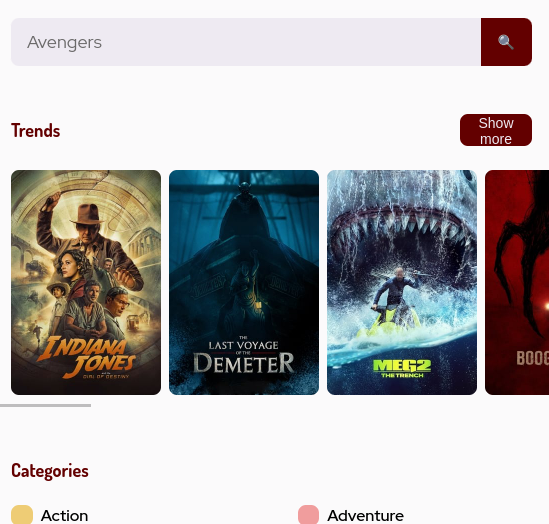 Avengers
Trends
Show
more
INDIANA
JONES
AND THE
DIAL OF DESTINY
THE
LAST VOYAGE
OF THE
DEMETER
MEG2
THE TRENCH
BOOG
Categories
Action
Adventure